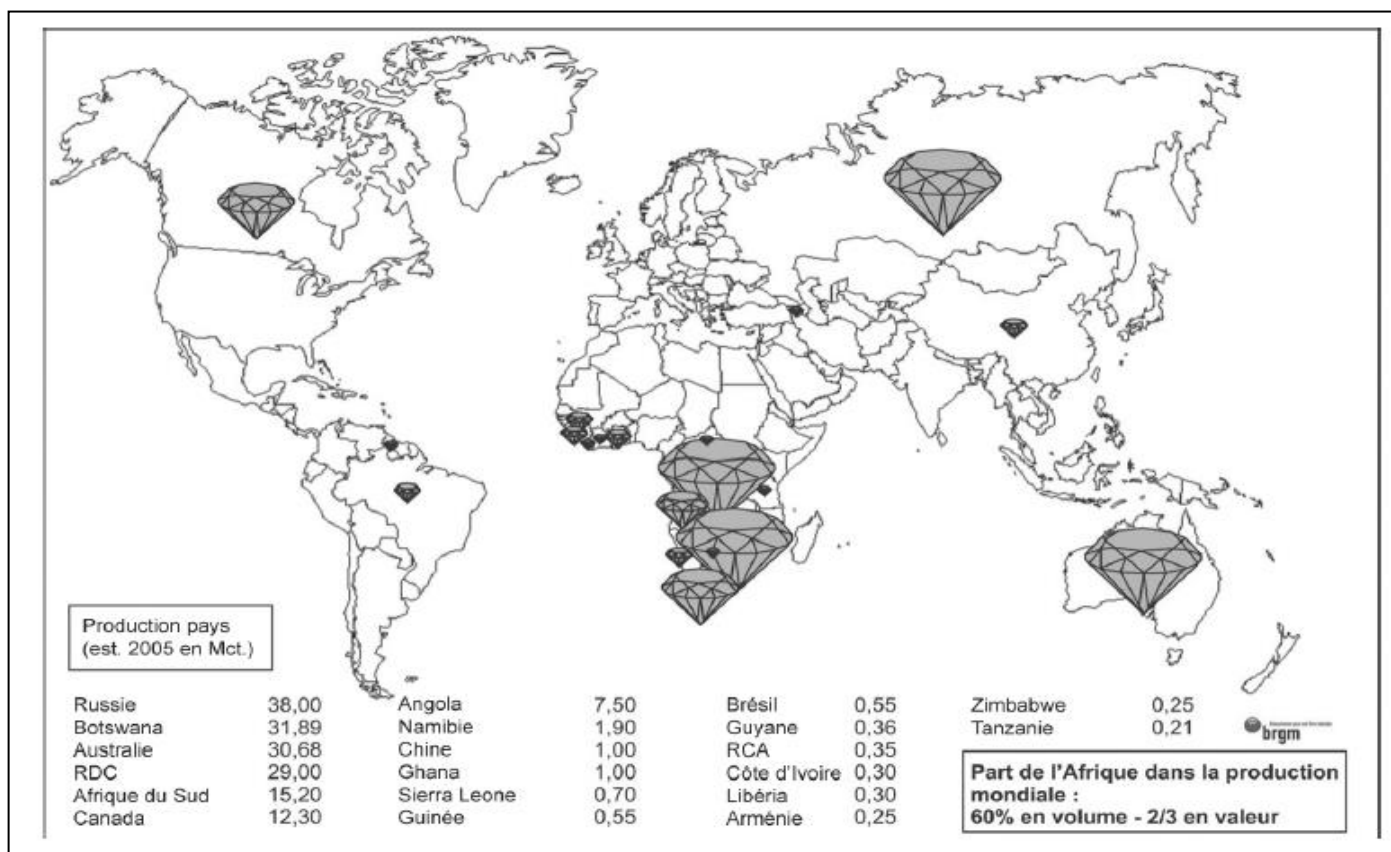 Production pays
(est. 2005 en Mct.)
Russie 38,00
Botswana 31,89
Australie 30,68
RDC 29,00
Afrique du Sud 15,20
Canada 12,30
Angola 7,50
Namibie 1,90
Chine 1,00
Ghana 1,00
Sierra Leone 0,70
Guinée 0,55
Brésil 0,55
Guyane 0,36
RCA 0,35
Côte d'Ivoire 0,30
Libéria 0,30
Arménie 0,25
Zimbabwe 0,25
Tanzanie 0,21
brgm
Part de l'Afrique dans la production
mondiale :
60% en volume - 2/3 en valeur